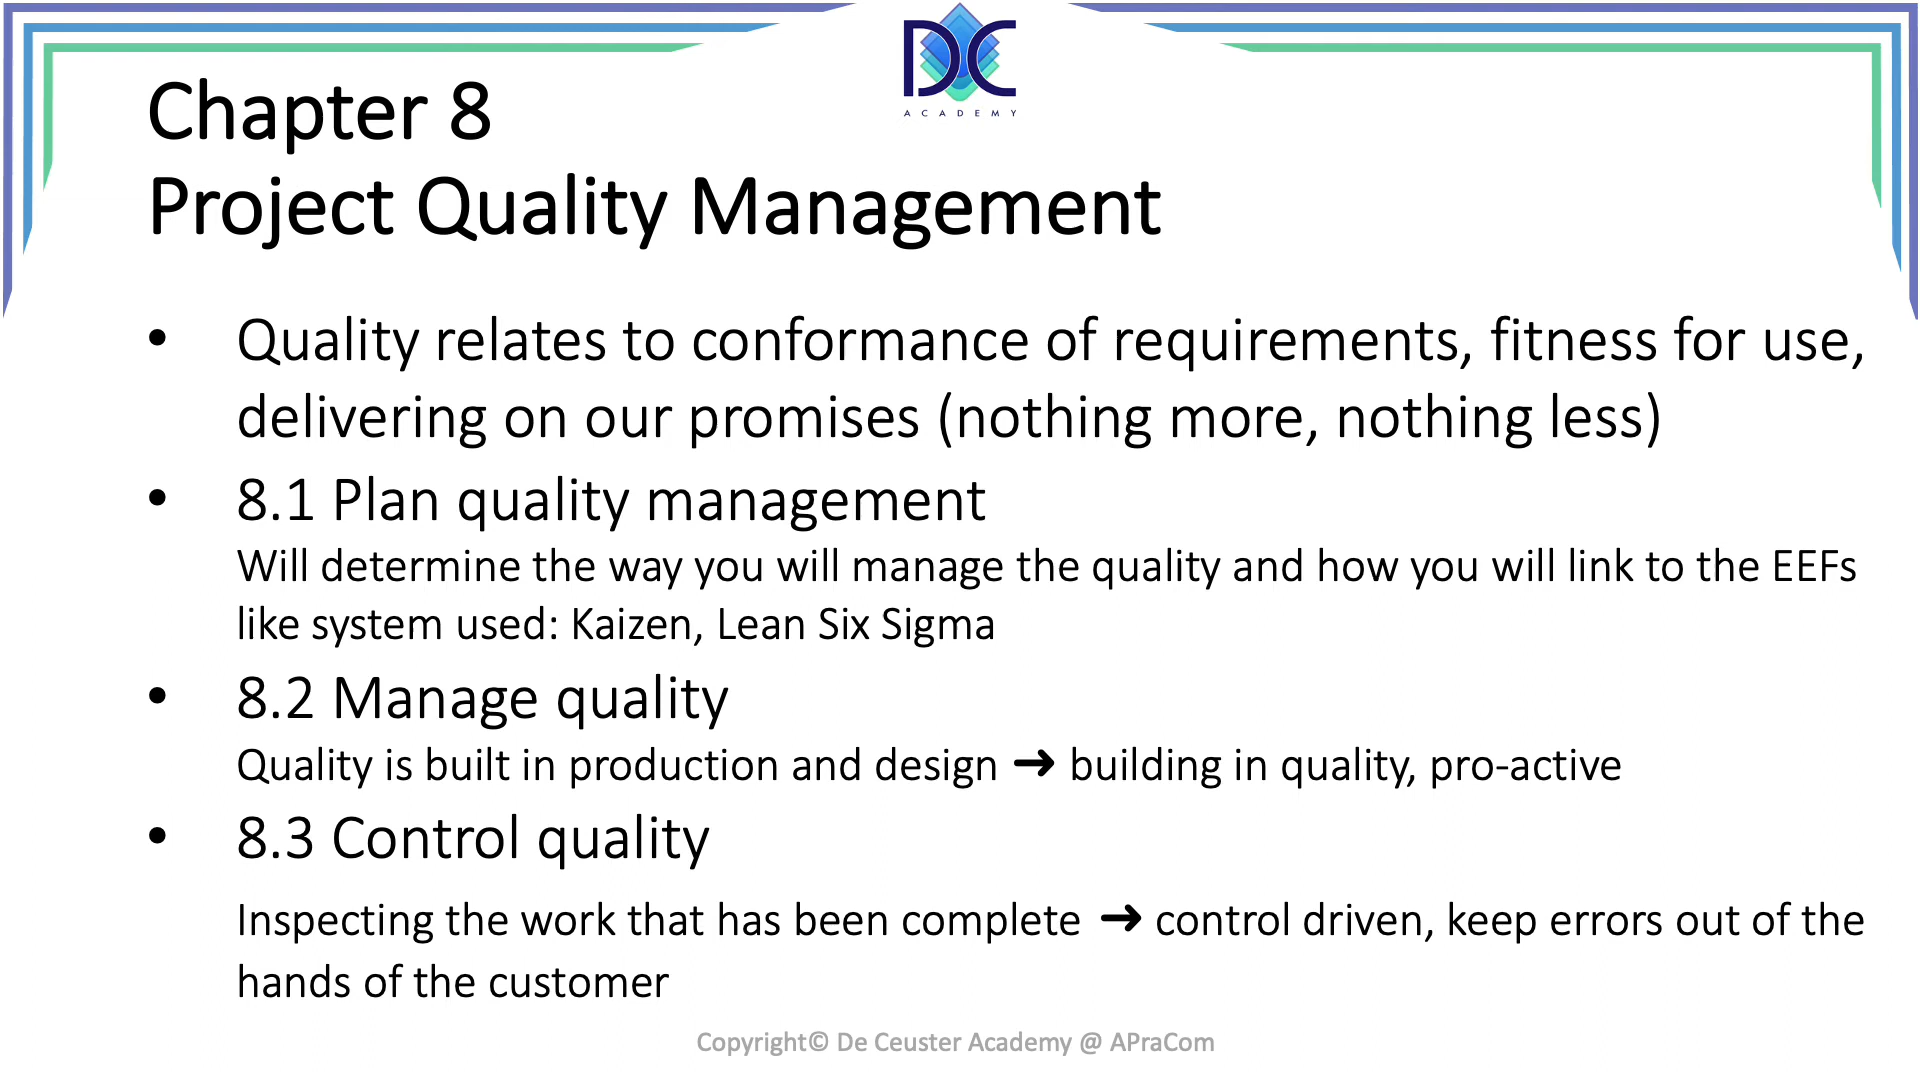 DC
ACADEMY
Chapter 8
Project Quality Management
• Quality relates to conformance of requirements, fitness for use,
delivering on our promises (nothing more, nothing less)
• 8.1 Plan quality management
Will determine the way you will manage the quality and how you will link to the EEFs
like system used: Kaizen, Lean Six Sigma
• 8.2 Manage quality
Quality is built in production and design ➔ building in quality, pro-active
• 8.3 Control quality
Inspecting the work that has been complete ➔ control driven, keep errors out of the
hands of the customer
Copyright© De Ceuster Academy @ APraCom